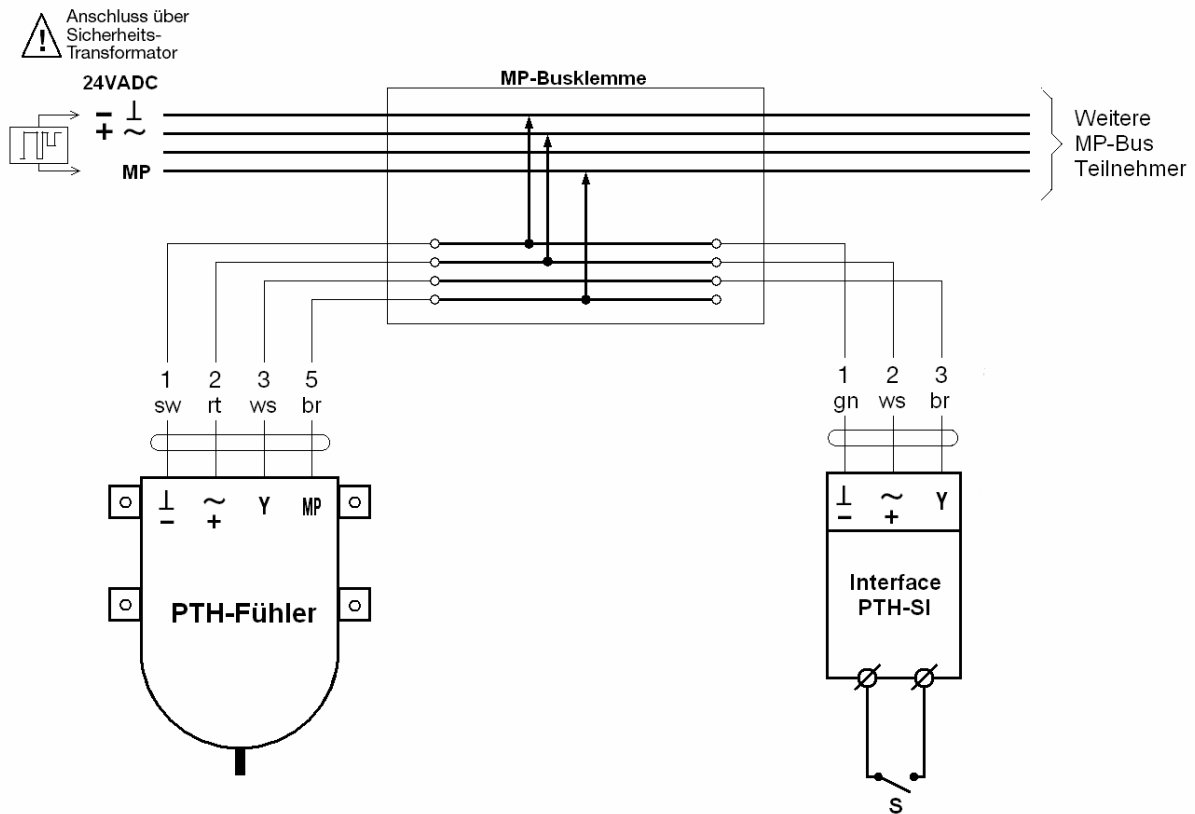 Anschluss über
Sicherheits-
Transformator
24VADC
MP-Busklemme
− ⊥
+ ~
MP
Weitere
MP-Bus
Teilnehmer
1 2 3 5
sw rt ws br
1 2 3
gn ws br
⊥ ~ Y MP
− +
⊥ ~ Y
− +
PTH-Fühler
Interface
PTH-SI
S